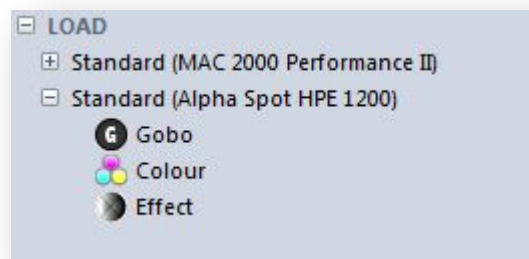 LOAD
Standard (MAC 2000 Performance II)
Standard (Alpha Spot HPE 1200)
G Gobo
Colour
Effect